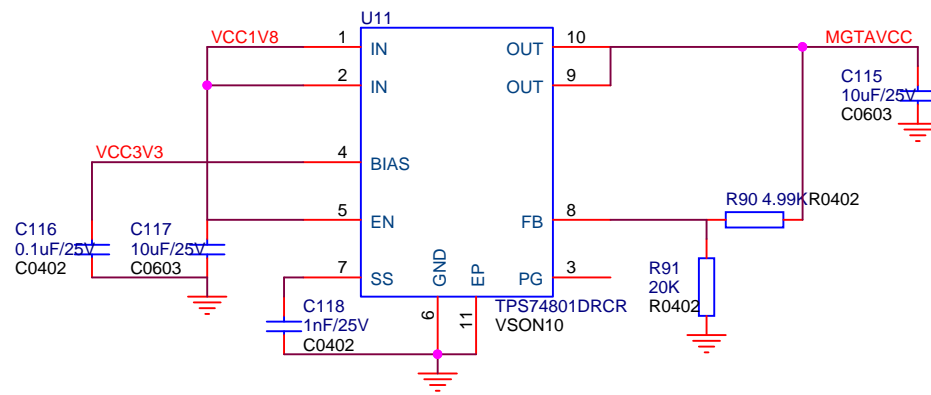 U11
VCC1V8
1
IN
OUT
10
MGTAVCC
2
IN
OUT
9
C115
10uF/25V
C0603
VCC3V3
4
BIAS
R90 4.99KR0402
5
EN
FB
8
C116
0.1uF/25V
C0402
C117
10uF/25V
C0603
7
SS
GND
EP
PG
3
R91
20K
R0402
C118
1nF/25V
C0402
6
11
TPS74801DRCR
VSON10